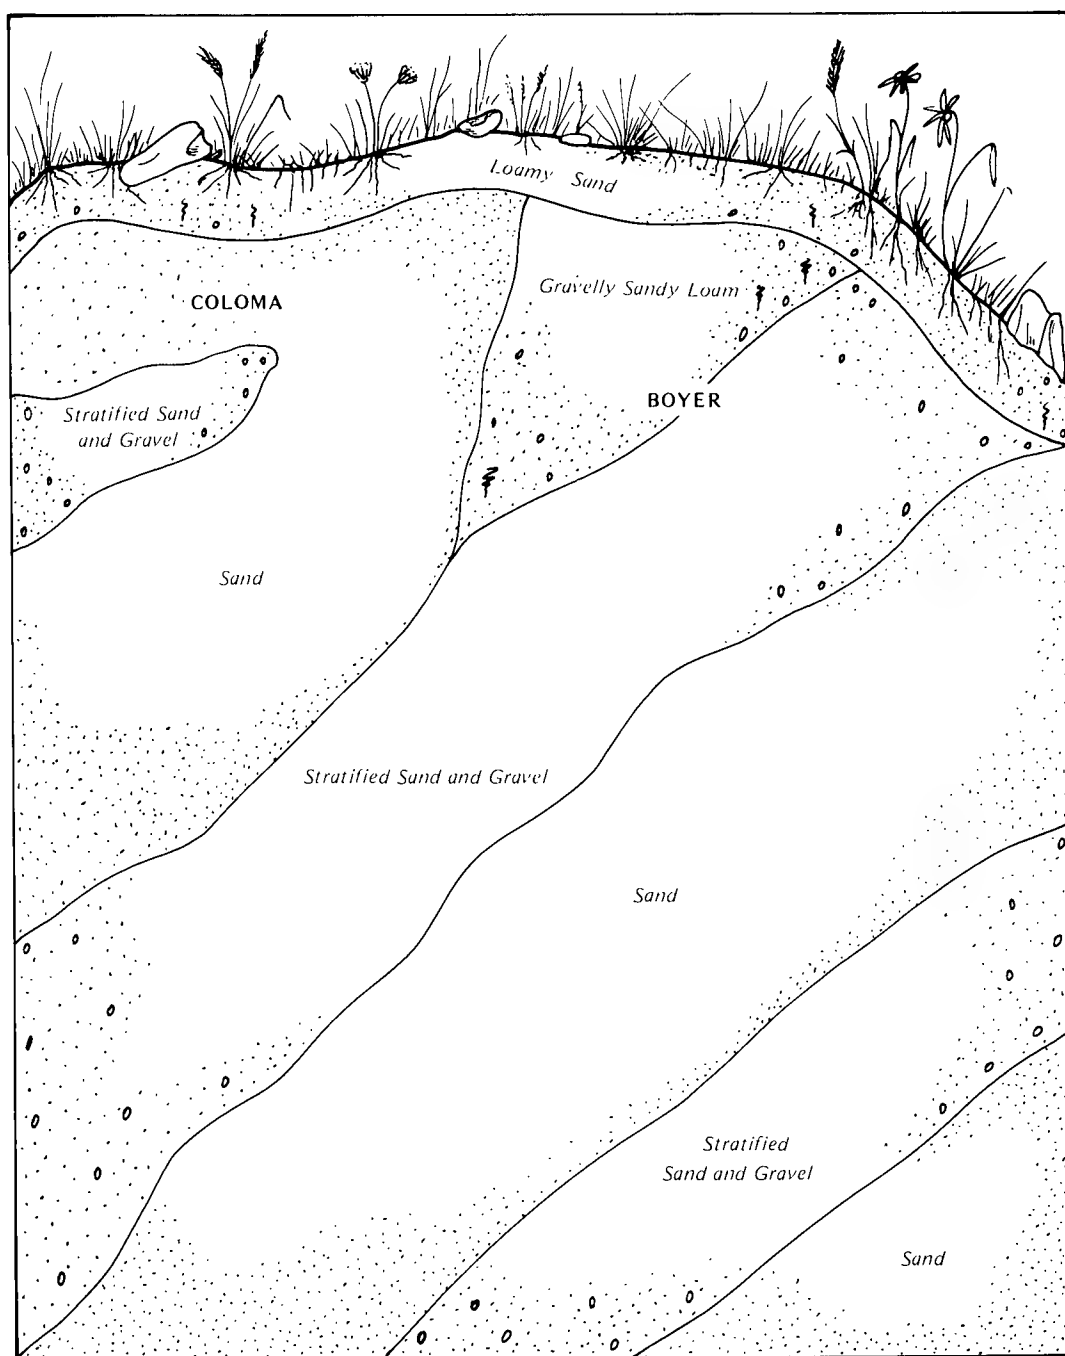 Loamy Sand
COLOMA
Gravelly Sandy Loam
BOYER
Stratified Sand
and Gravel
Sand
Stratified Sand and Gravel
Sand
Stratified
Sand and Gravel
Sand